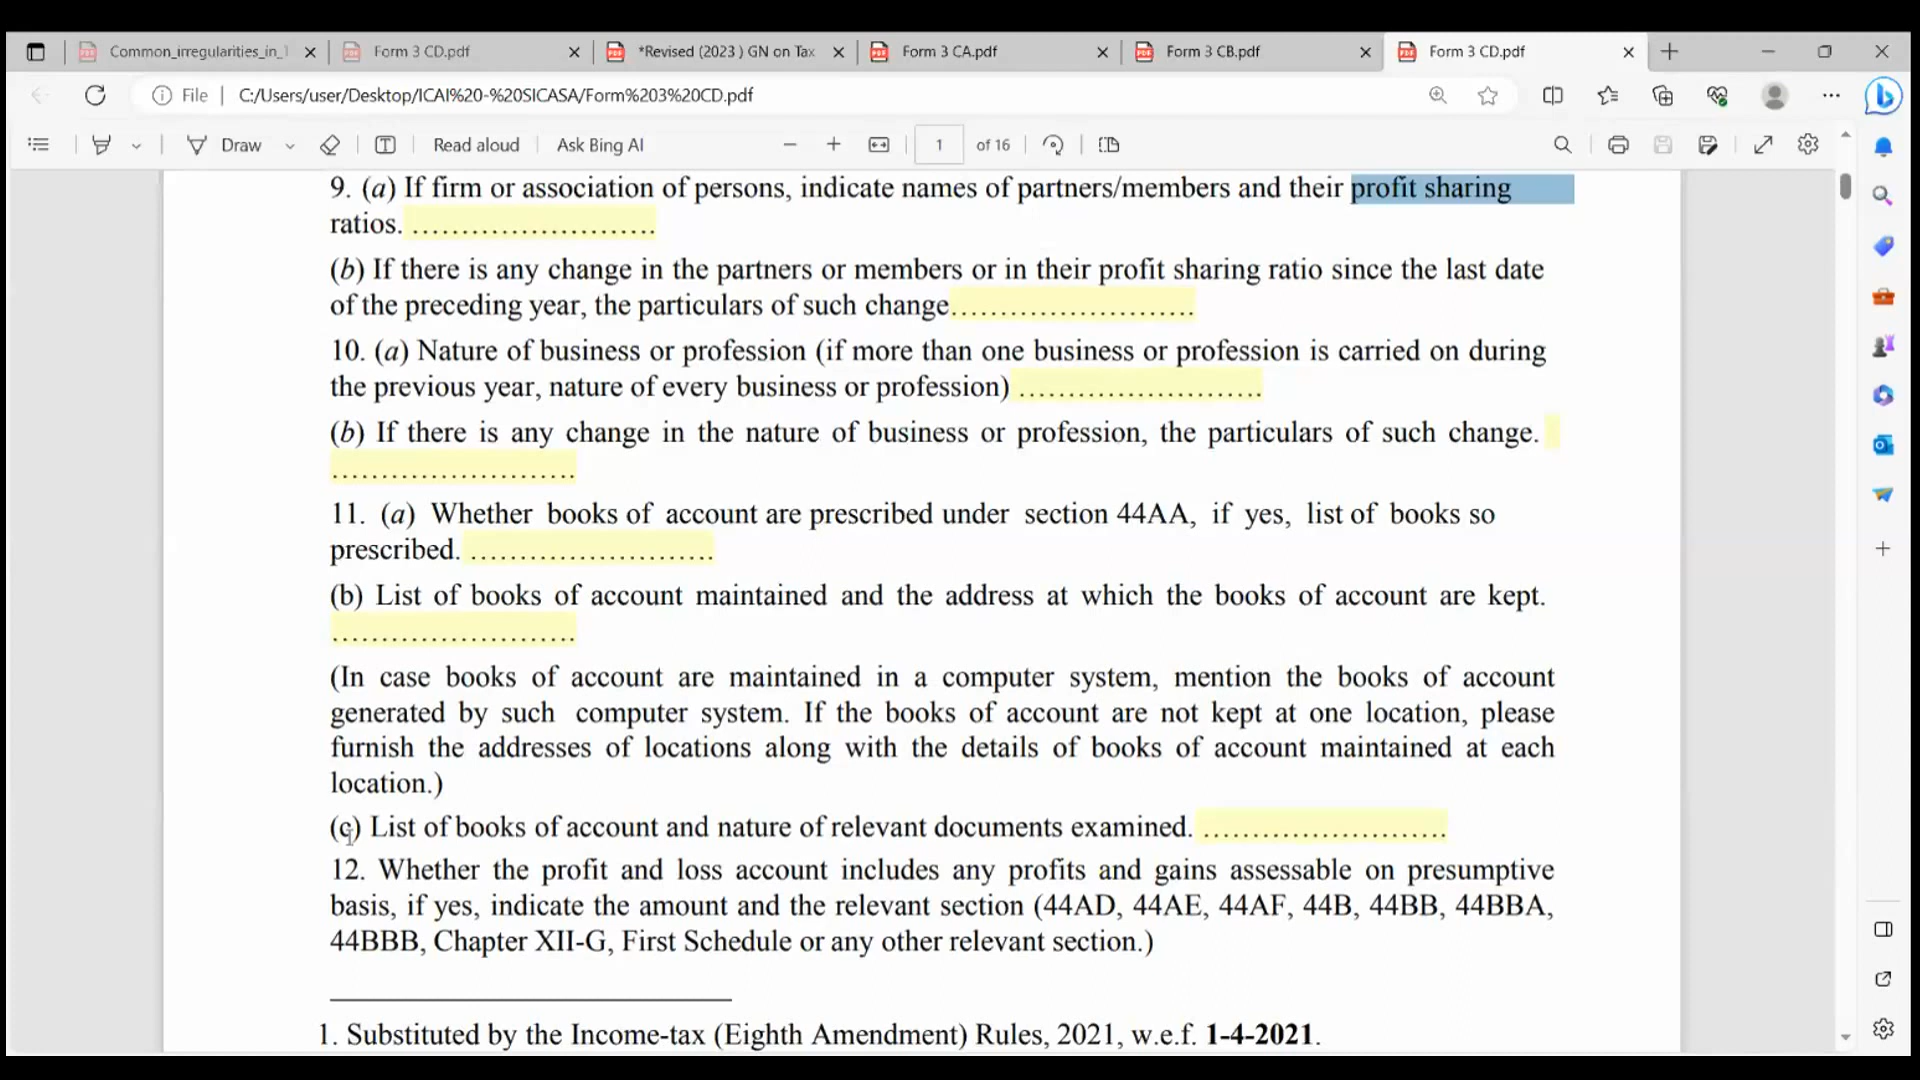 Common_irregularities_in_T
Form 3 CD.pdf
*Revised (2023 ) GN on Tax
Form 3 CA.pdf
Form 3 CB.pdf
Form 3 CD.pdf
File
C:/Users/user/Desktop/ICAI%20-%20SICASA/Form%203%20CD.pdf
Draw
Read aloud
Ask Bing AI
1
of 16
9. (a) If firm or association of persons, indicate names of partners/members and their profit sharing
ratios. ……………………
(b) If there is any change in the partners or members or in their profit sharing ratio since the last date
of the preceding year, the particulars of such change……………………
10. (a) Nature of business or profession (if more than one business or profession is carried on during
the previous year, nature of every business or profession) ……………………
(b) If there is any change in the nature of business or profession, the particulars of such change.
……………………
11. (a) Whether books of account are prescribed under section 44AA, if yes, list of books so
prescribed. ……………………
(b) List of books of account maintained and the address at which the books of account are kept.
……………………
(In case books of account are maintained in a computer system, mention the books of account
generated by such computer system. If the books of account are not kept at one location, please
furnish the addresses of locations along with the details of books of account maintained at each
location.)
(c) List of books of account and nature of relevant documents examined. ……………………
12. Whether the profit and loss account includes any profits and gains assessable on presumptive
basis, if yes, indicate the amount and the relevant section (44AD, 44AE, 44AF, 44B, 44BB, 44BBA,
44BBB, Chapter XII-G, First Schedule or any other relevant section.)
1. Substituted by the Income-tax (Eighth Amendment) Rules, 2021, w.e.f. 1-4-2021.